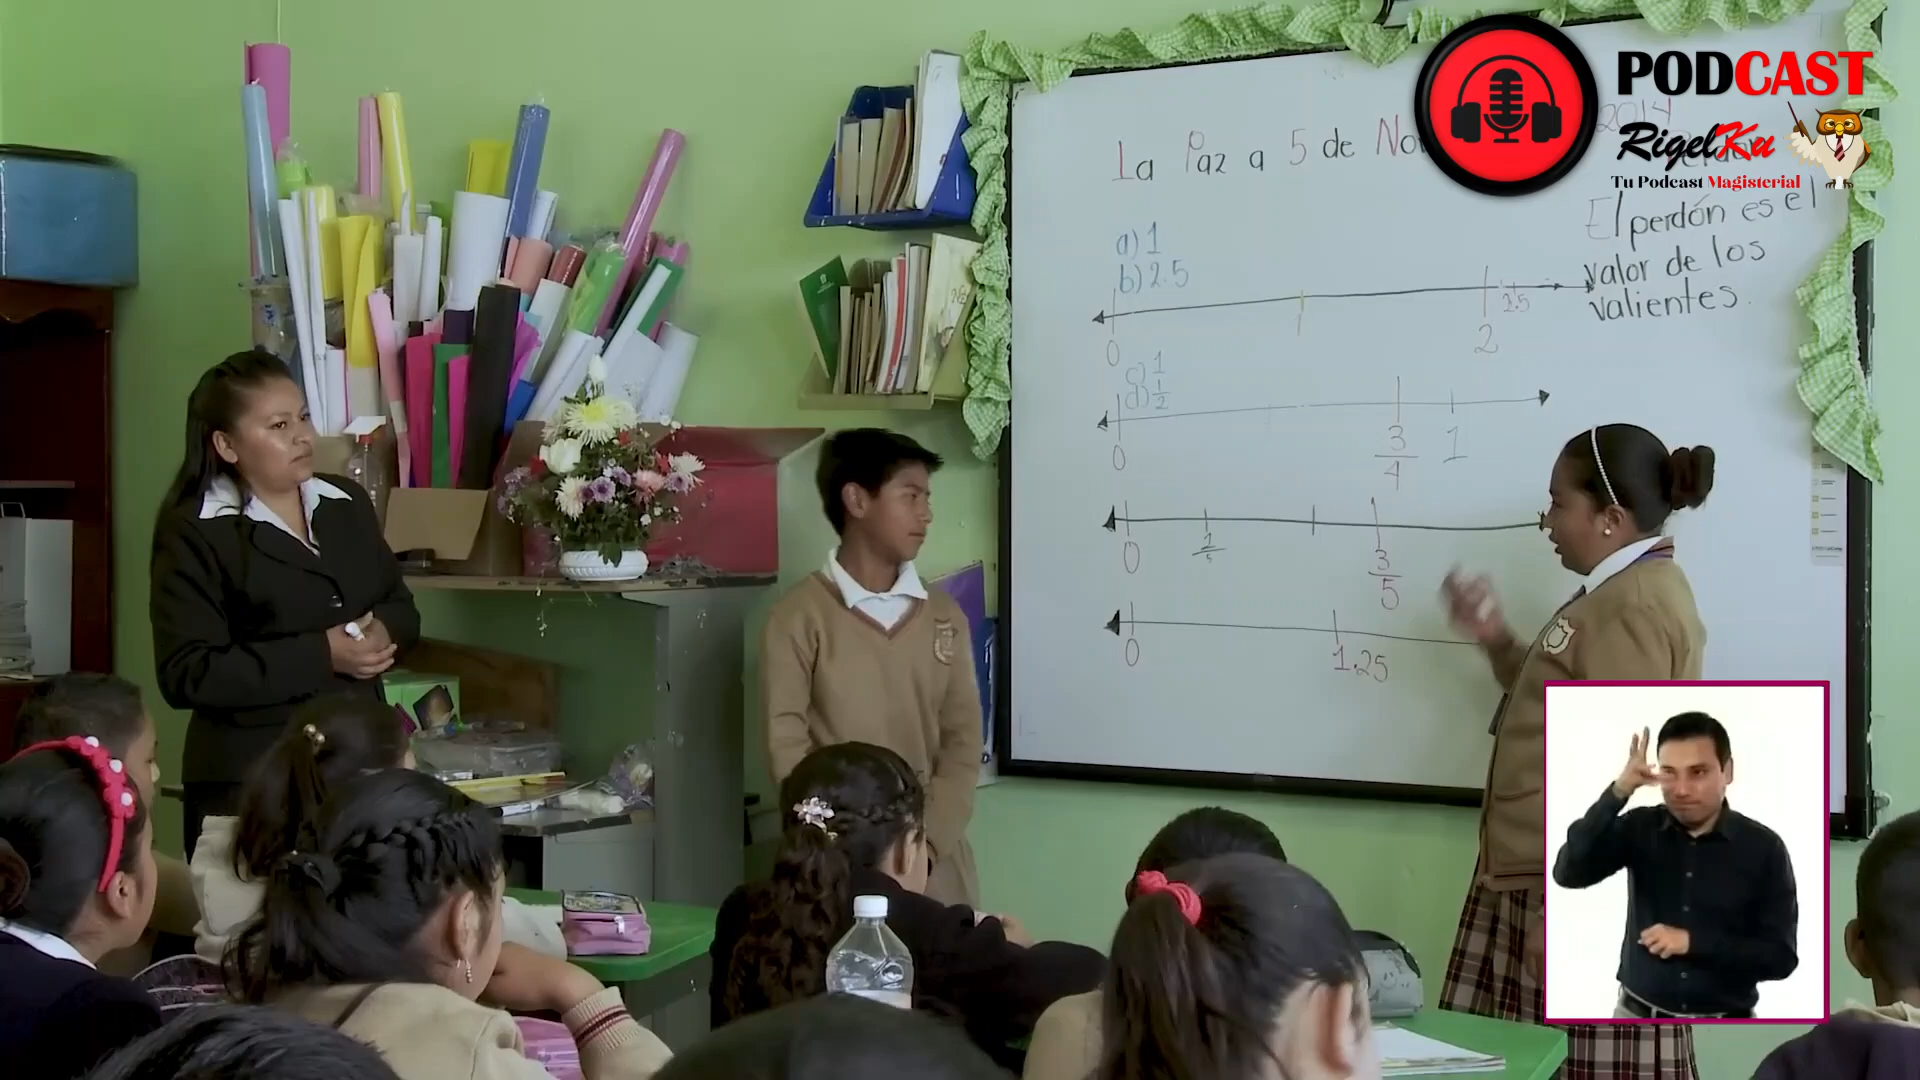 PODCAST
RigelKu
Tu Podcast Magisterial
2014
La Paz a 5 de No
El perdón es el
valor de los
valientes.
a) 1
b) 2.5
0
2
2.5
c) 1
d) 1/2
0
3/4
1
0
1/5
3/5
0
1.25